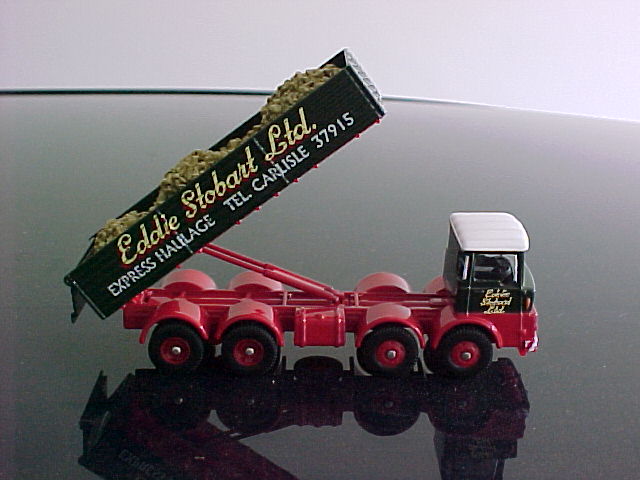 Eddie Stobart Ltd.
EXPRESS HAULAGE TEL. CARLISLE 37915
Eddie
Stobart
Ltd.